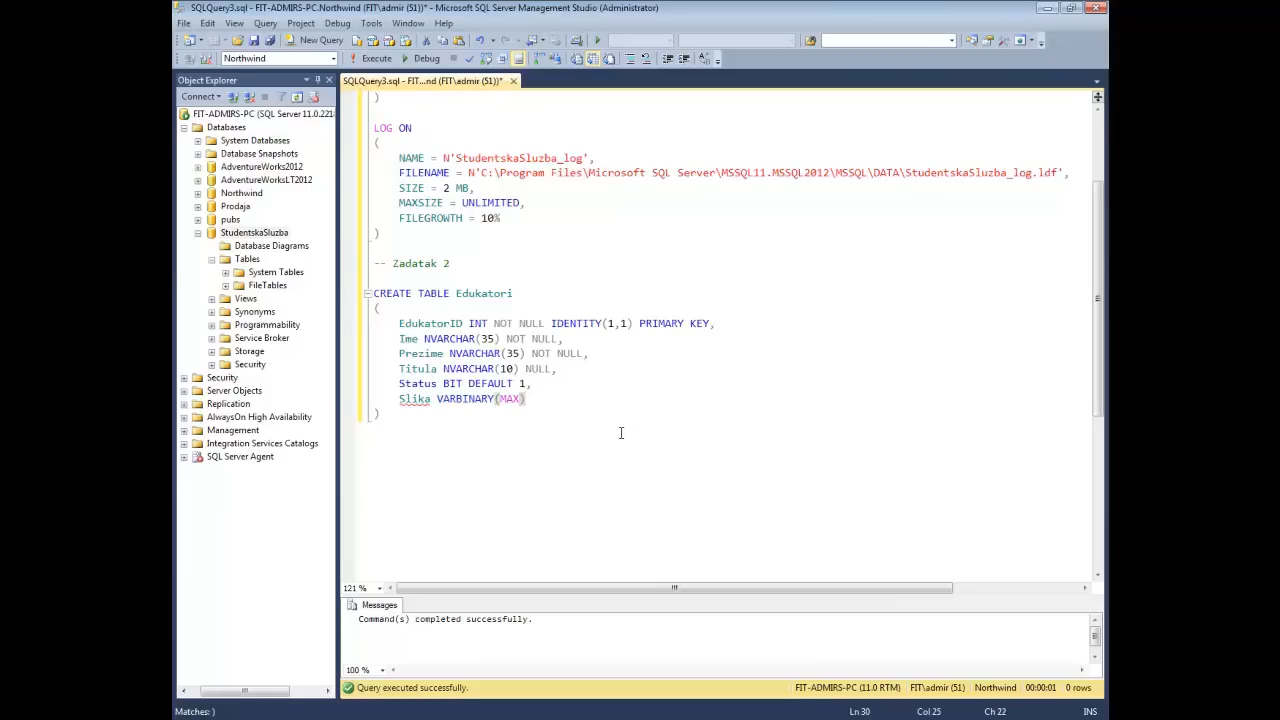 SQLQuery3.sql - FIT-ADMIRS-PC.Northwind (FIT\admir (51))* - Microsoft SQL Server Management Studio (Administrator)
File Edit View Query Project Debug Tools Window Help
New Query
Northwind Execute Debug
Object Explorer
SQLQuery3.sql - FIT...nd (FIT\admir (51))*
Connect
FIT-ADMIRS-PC (SQL Server 11.0.221
Databases
System Databases
Database Snapshots
AdventureWorks2012
AdventureWorksLT2012
Northwind
Prodaja
pubs
StudentskaSluzba
Database Diagrams
Tables
System Tables
FileTables
Views
Synonyms
Programmability
Service Broker
Storage
Security
Security
Server Objects
Replication
AlwaysOn High Availability
Management
Integration Services Catalogs
SQL Server Agent
)
LOG ON
(
NAME = N'StudentskaSluzba_log',
FILENAME = N'C:\Program Files\Microsoft SQL Server\MSSQL11.MSSQL2012\MSSQL\DATA\StudentskaSluzba_log.ldf',
SIZE = 2 MB,
MAXSIZE = UNLIMITED,
FILEGROWTH = 10%
)
-- Zadatak 2
CREATE TABLE Edukatori
(
EdukatorID INT NOT NULL IDENTITY(1,1) PRIMARY KEY,
Ime NVARCHAR(35) NOT NULL,
Prezime NVARCHAR(35) NOT NULL,
Titula NVARCHAR(10) NULL,
Status BIT DEFAULT 1,
Slika VARBINARY(MAX)
)
121 %
Messages
Command(s) completed successfully.
100 %
Query executed successfully. FIT-ADMIRS-PC (11.0 RTM) FIT\admir (51) Northwind 00:00:01 0 rows
Matches: ) Ln 30 Col 25 Ch 22 INS